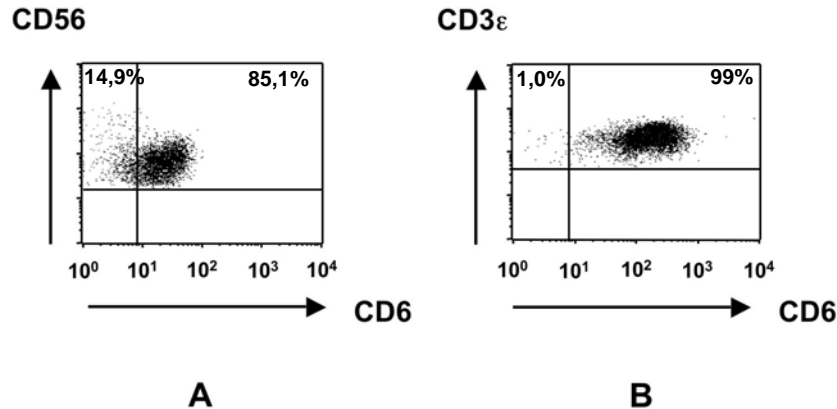 CD56
CD3ε
14,9%
85,1%
1,0%
99%
10⁰ 10¹ 10² 10³ 10⁴
10⁰ 10¹ 10² 10³ 10⁴
CD6
CD6
A
B